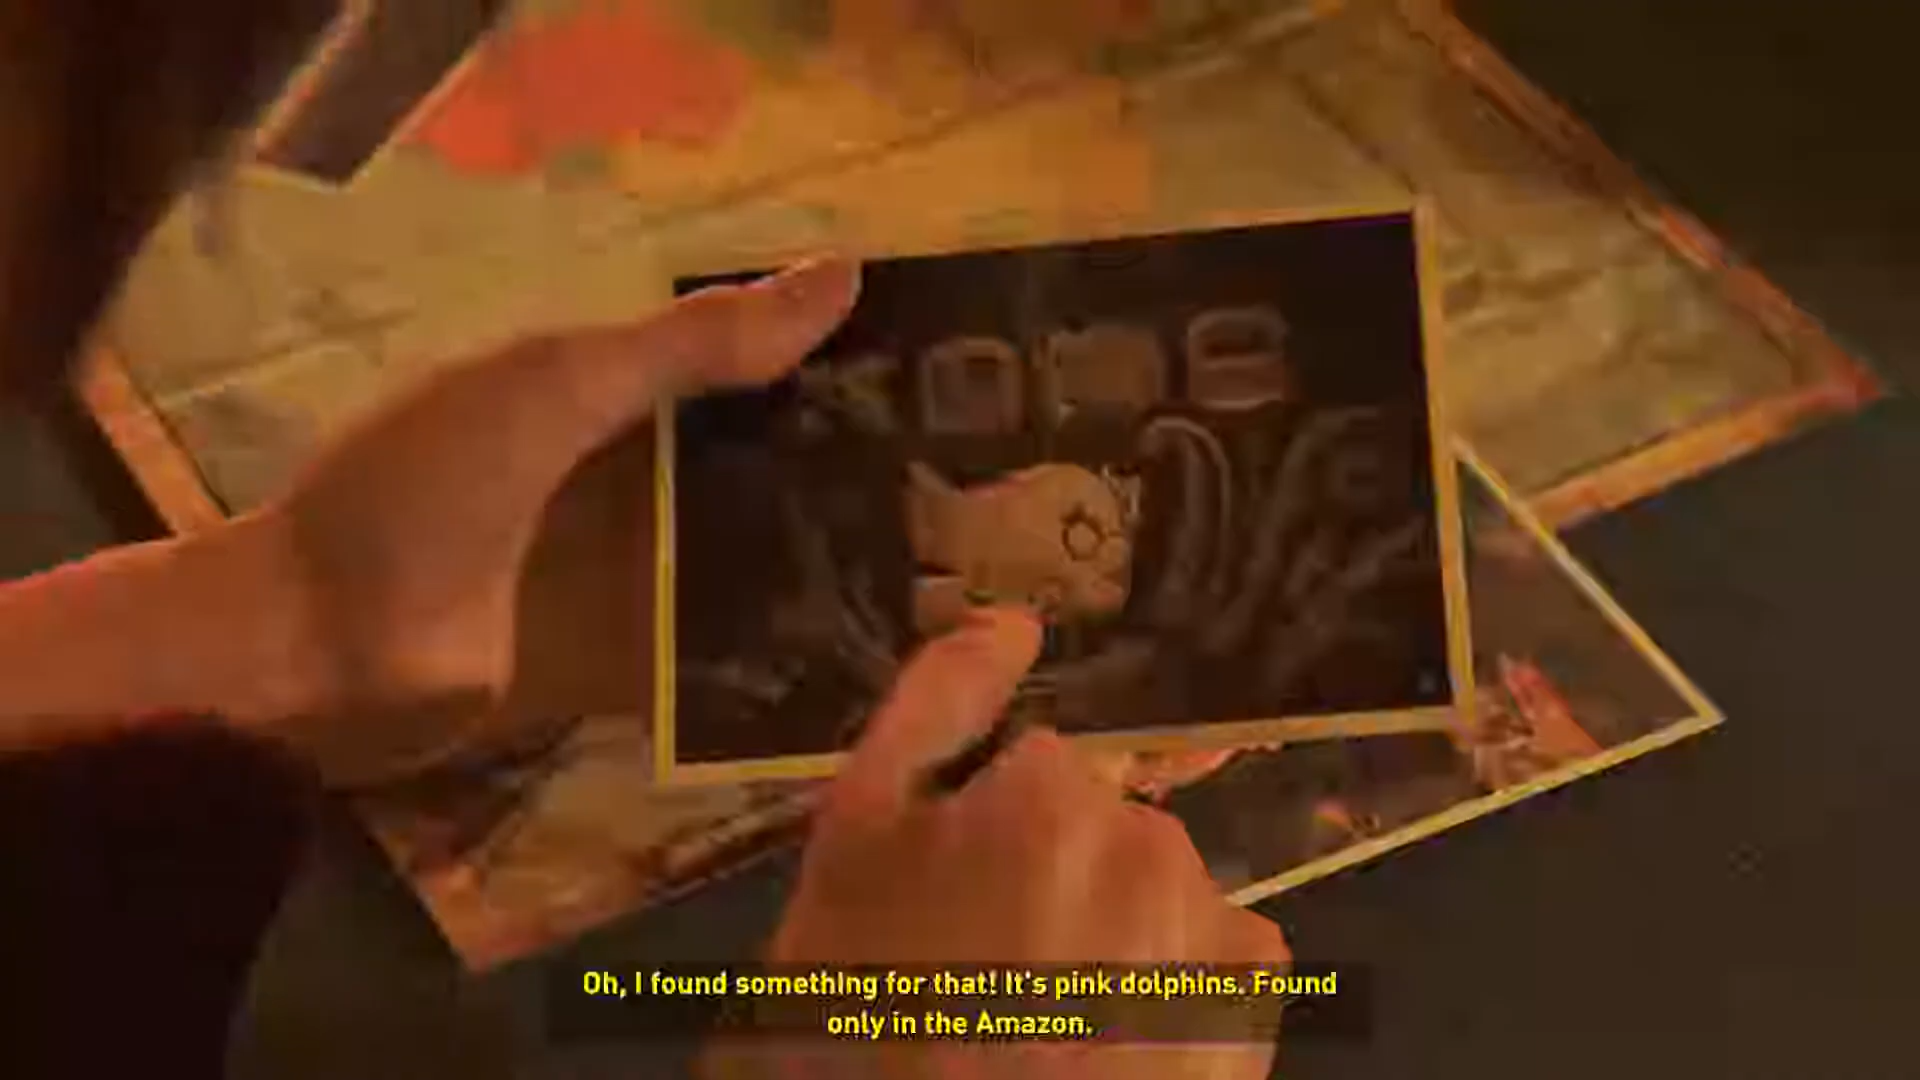 Oh, I found something for that! It's pink dolphins. Found
only in the Amazon.